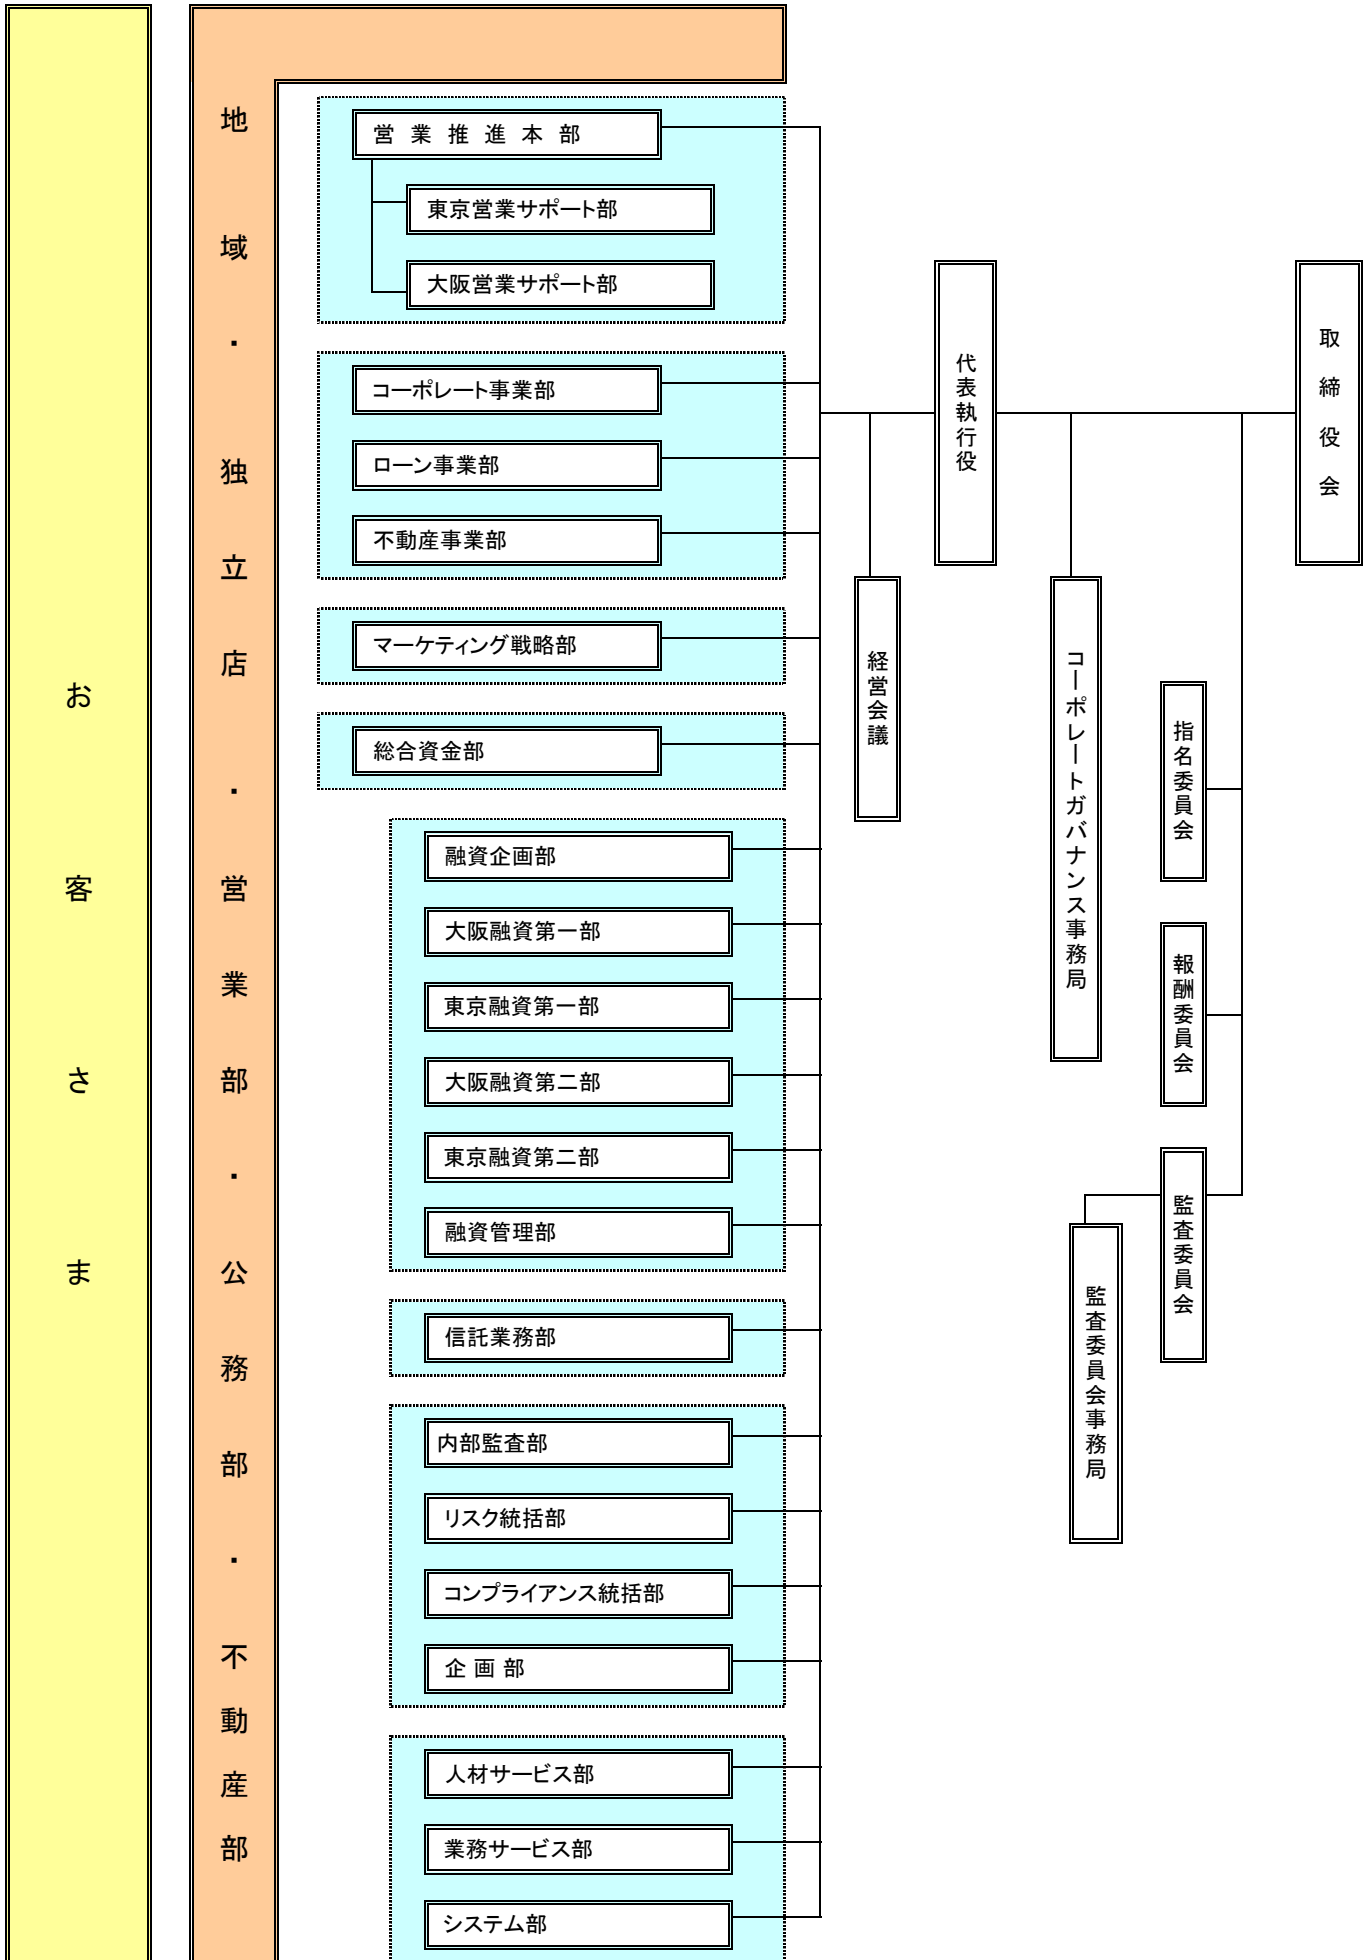 お客さま
地域・独立店・営業部・公務部・不動産部
営業推進本部
東京営業サポート部
大阪営業サポート部
コーポレート事業部
ローン事業部
不動産事業部
マーケティング戦略部
総合資金部
融資企画部
大阪融資第一部
東京融資第一部
大阪融資第二部
東京融資第二部
融資管理部
信託業務部
内部監査部
リスク統括部
コンプライアンス統括部
企画部
人材サービス部
業務サービス部
システム部
経営会議
代表執行役
コーポレートガバナンス事務局
監査委員会事務局
指名委員会
報酬委員会
監査委員会
取締役会